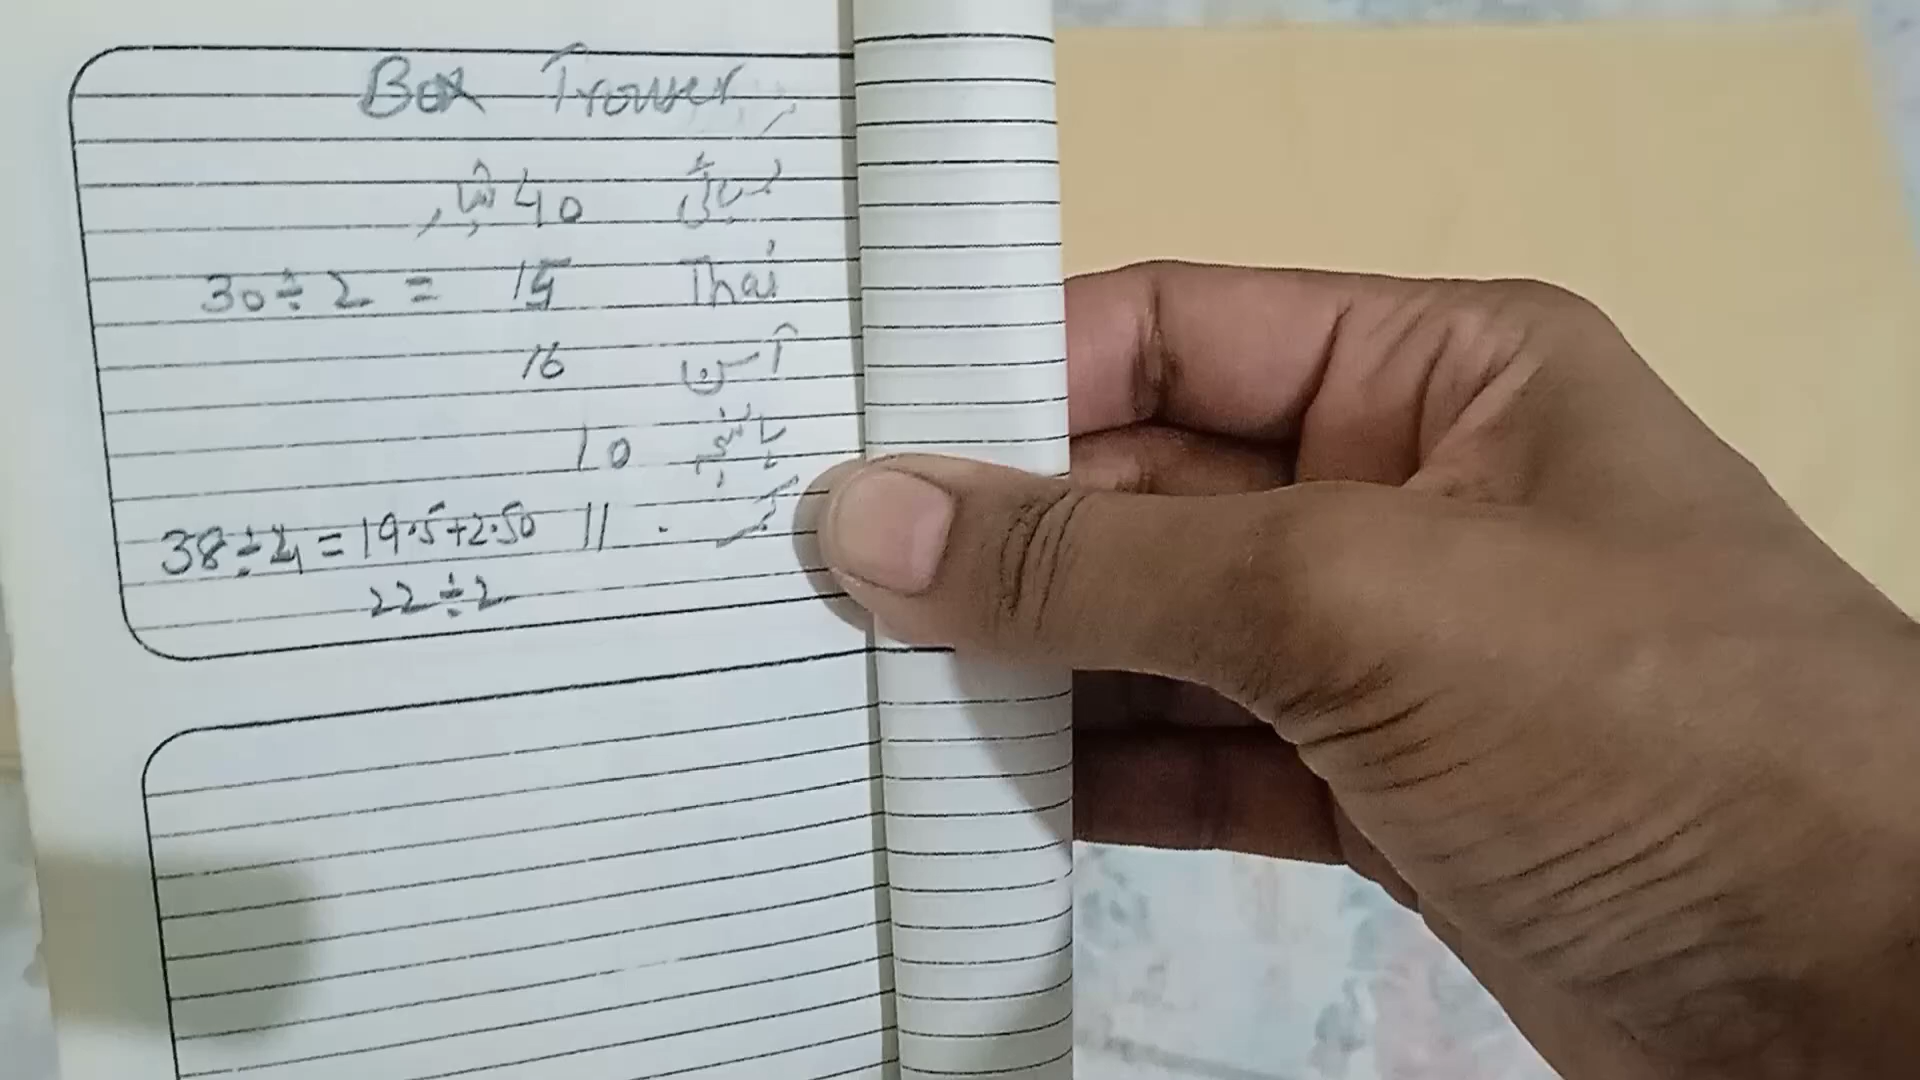 Box Trouser
لمبائی 40
30 ÷ 2 = 15 Thai
16 آسن
10 پائنچہ
38 ÷ 2 = 19.5 + 2.50 11 . کمر
22 ÷ 2